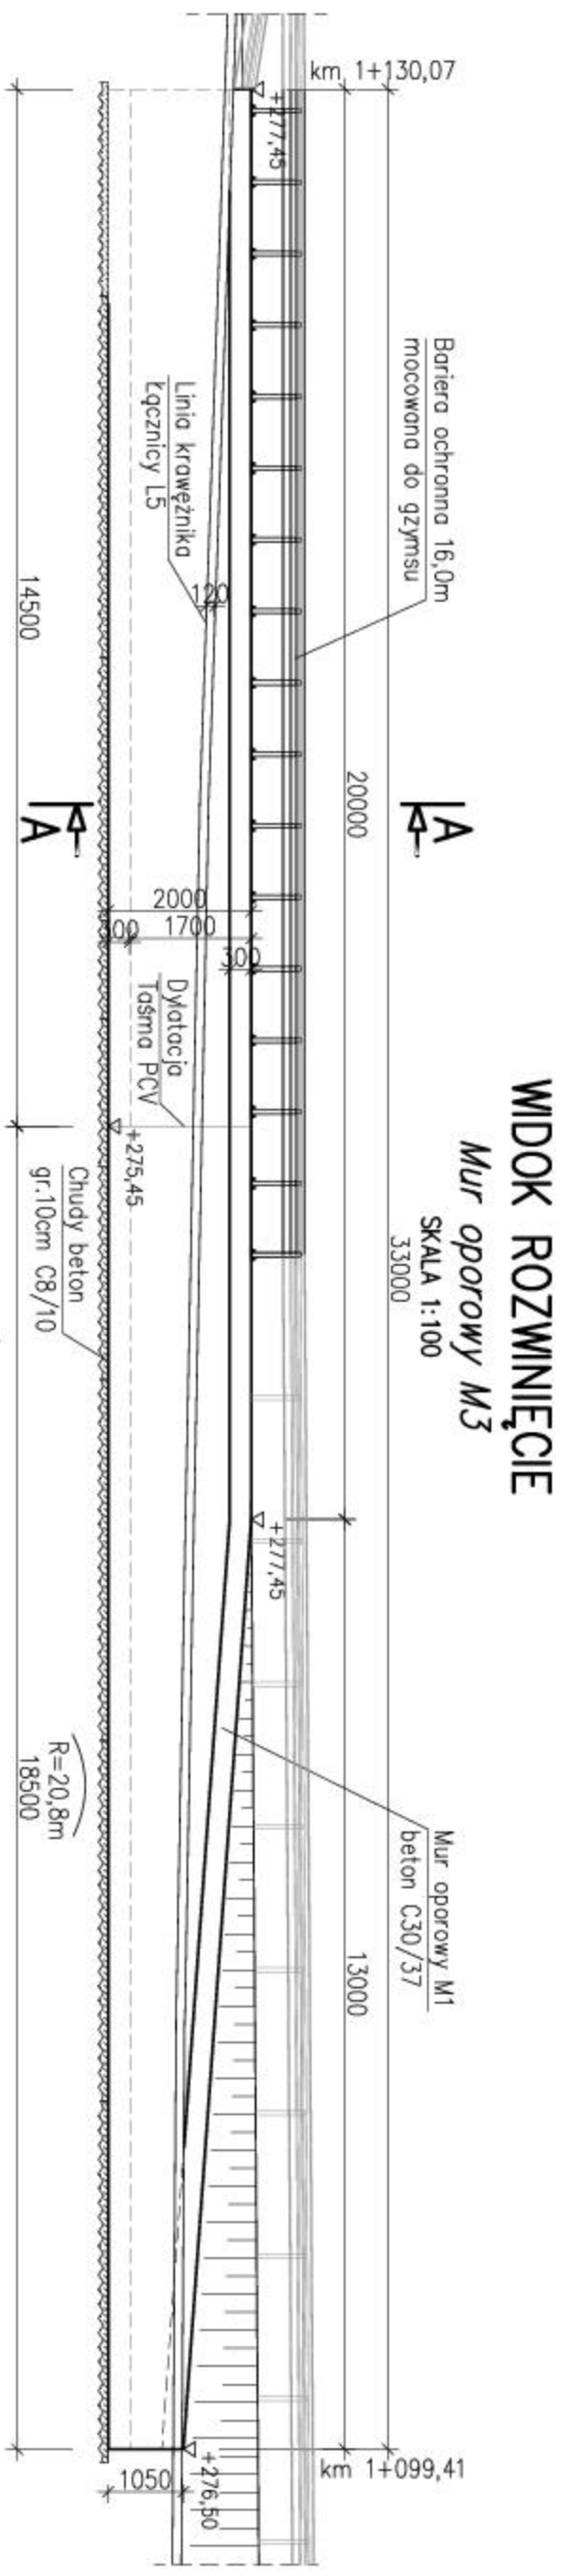 WIDOK ROZWINIĘCIE
Mur oporowy M3
SKALA 1:100
33000
20000
13000
km 1+130,07
km 1+099,41
Bariera ochronna 16,0m
mocowana do gzymsu
Mur oporowy M1
beton C30/37
+277,45
+277,45
+276,50
Linia krawężnika
Łącznicy L5
120
A
A
2000
1700
300
300
Dylatacja
Taśma PCV
+275,45
Chudy beton
gr.10cm C8/10
1050
R=20,8m
14500
18500